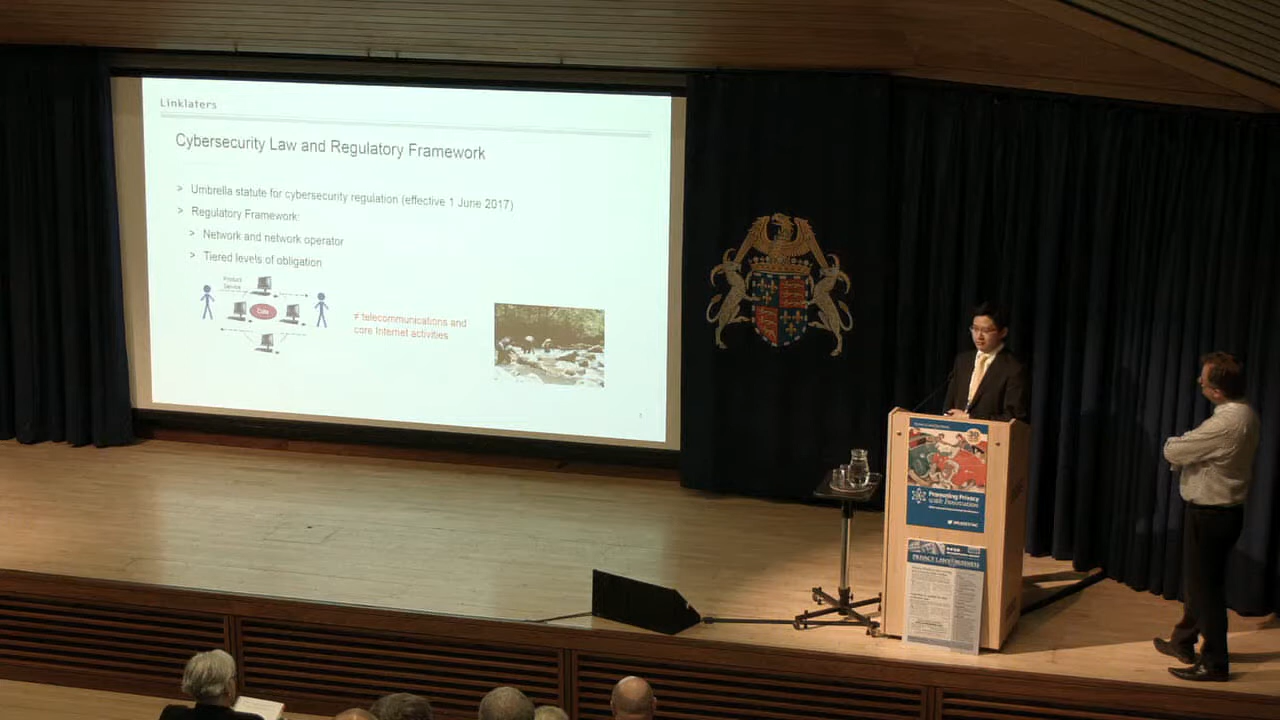 Linklaters
Cybersecurity Law and Regulatory Framework
> Umbrella statute for cybersecurity regulation (effective 1 June 2017)
> Regulatory Framework:
> Network and network operator
> Tiered levels of obligation
Product
Service
Data
≠ telecommunications and
core Internet activities
Promoting Privacy
with Innovation
PRIVACY LAWS & BUSINESS